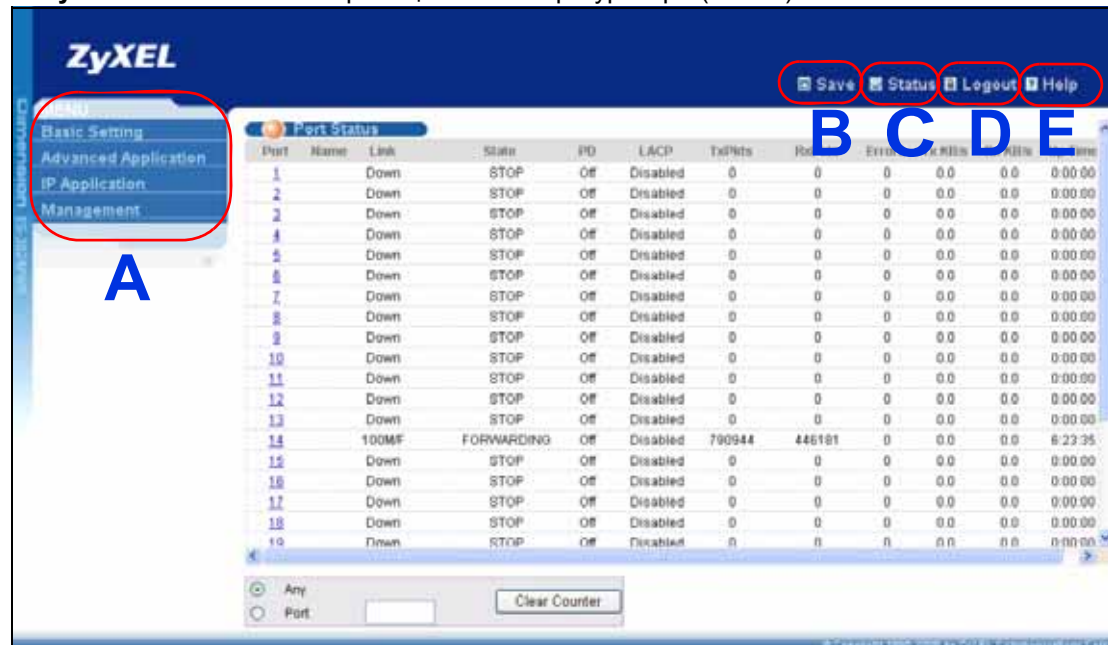 ZyXEL
Save Status Logout Help
B C D E
MENU
Basic Setting
Advanced Application
IP Application
Management
A
Port Status
Port Name Link State PD LACP TxPkts
1 Down STOP Off Disabled 0 0 0 0.0 0.0 0:00:00
2 Down STOP Off Disabled 0 0 0 0.0 0.0 0:00:00
3 Down STOP Off Disabled 0 0 0 0.0 0.0 0:00:00
4 Down STOP Off Disabled 0 0 0 0.0 0.0 0:00:00
5 Down STOP Off Disabled 0 0 0 0.0 0.0 0:00:00
6 Down STOP Off Disabled 0 0 0 0.0 0.0 0:00:00
7 Down STOP Off Disabled 0 0 0 0.0 0.0 0:00:00
8 Down STOP Off Disabled 0 0 0 0.0 0.0 0:00:00
9 Down STOP Off Disabled 0 0 0 0.0 0.0 0:00:00
10 Down STOP Off Disabled 0 0 0 0.0 0.0 0:00:00
11 Down STOP Off Disabled 0 0 0 0.0 0.0 0:00:00
12 Down STOP Off Disabled 0 0 0 0.0 0.0 0:00:00
13 Down STOP Off Disabled 0 0 0 0.0 0.0 0:00:00
14 100M/F FORWARDING Off Disabled 790944 446181 0 0.0 0.0 6:23:35
15 Down STOP Off Disabled 0 0 0 0.0 0.0 0:00:00
16 Down STOP Off Disabled 0 0 0 0.0 0.0 0:00:00
17 Down STOP Off Disabled 0 0 0 0.0 0.0 0:00:00
18 Down STOP Off Disabled 0 0 0 0.0 0.0 0:00:00
19 Down STOP Off Disabled 0 0 0 0.0 0.0 0:00:00
Any
Port
Clear Counter